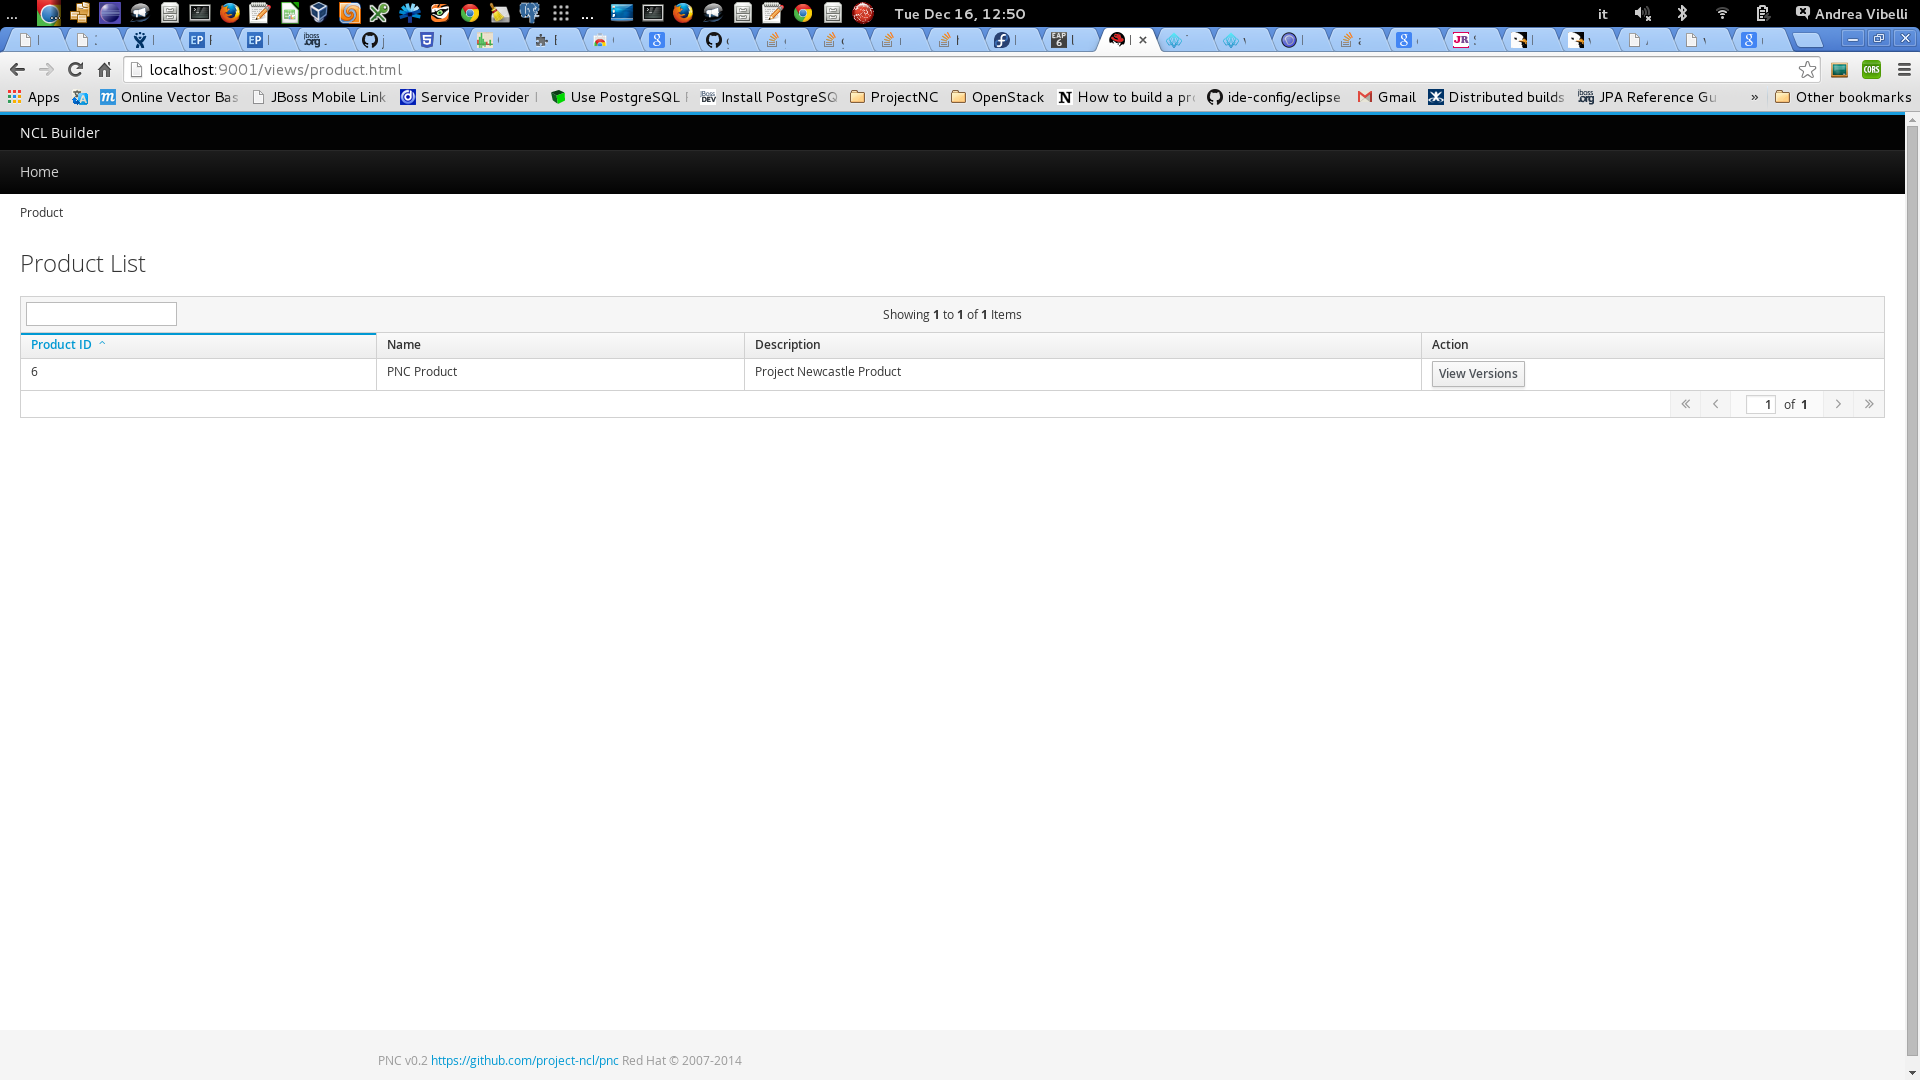 ... ... Tue Dec 16, 12:50 it Andrea Vibelli
localhost:9001/views/product.html
Apps Online Vector Bas JBoss Mobile Link Service Provider Use PostgreSQL Install PostgreSQ ProjectNC OpenStack How to build a pr ide-config/eclipse Gmail Distributed builds JPA Reference Gu » Other bookmarks
NCL Builder
Home
Product
Product List
Showing 1 to 1 of 1 Items
Product ID Name Description Action
6 PNC Product Project Newcastle Product View Versions
1 of 1
PNC v0.2 https://github.com/project-ncl/pnc Red Hat © 2007-2014